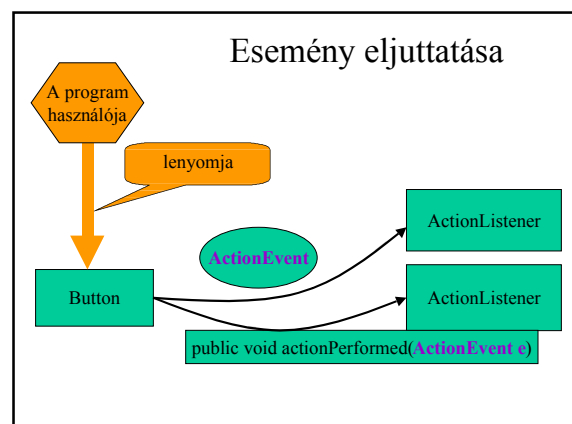 Esemény eljuttatása
A program
használója
lenyomja
ActionListener
ActionEvent
Button
ActionListener
public void actionPerformed(ActionEvent e)